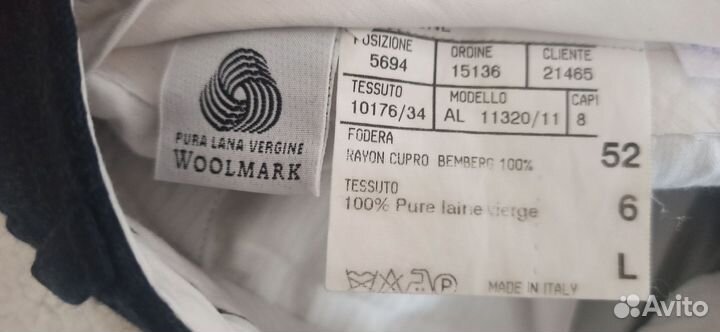 PURA LANA VERGINE
WOOLMARK
POSIZIONE ORDINE CLIENTE
5694 15136 21465
TESSUTO MODELLO CAPI
10176/34 AL 11320/11 8
FODERA
RAYON CUPRO BEMBERG 100% 52
TESSUTO
100% Pure laine vierge 6
L
P MADE IN ITALY
Avito